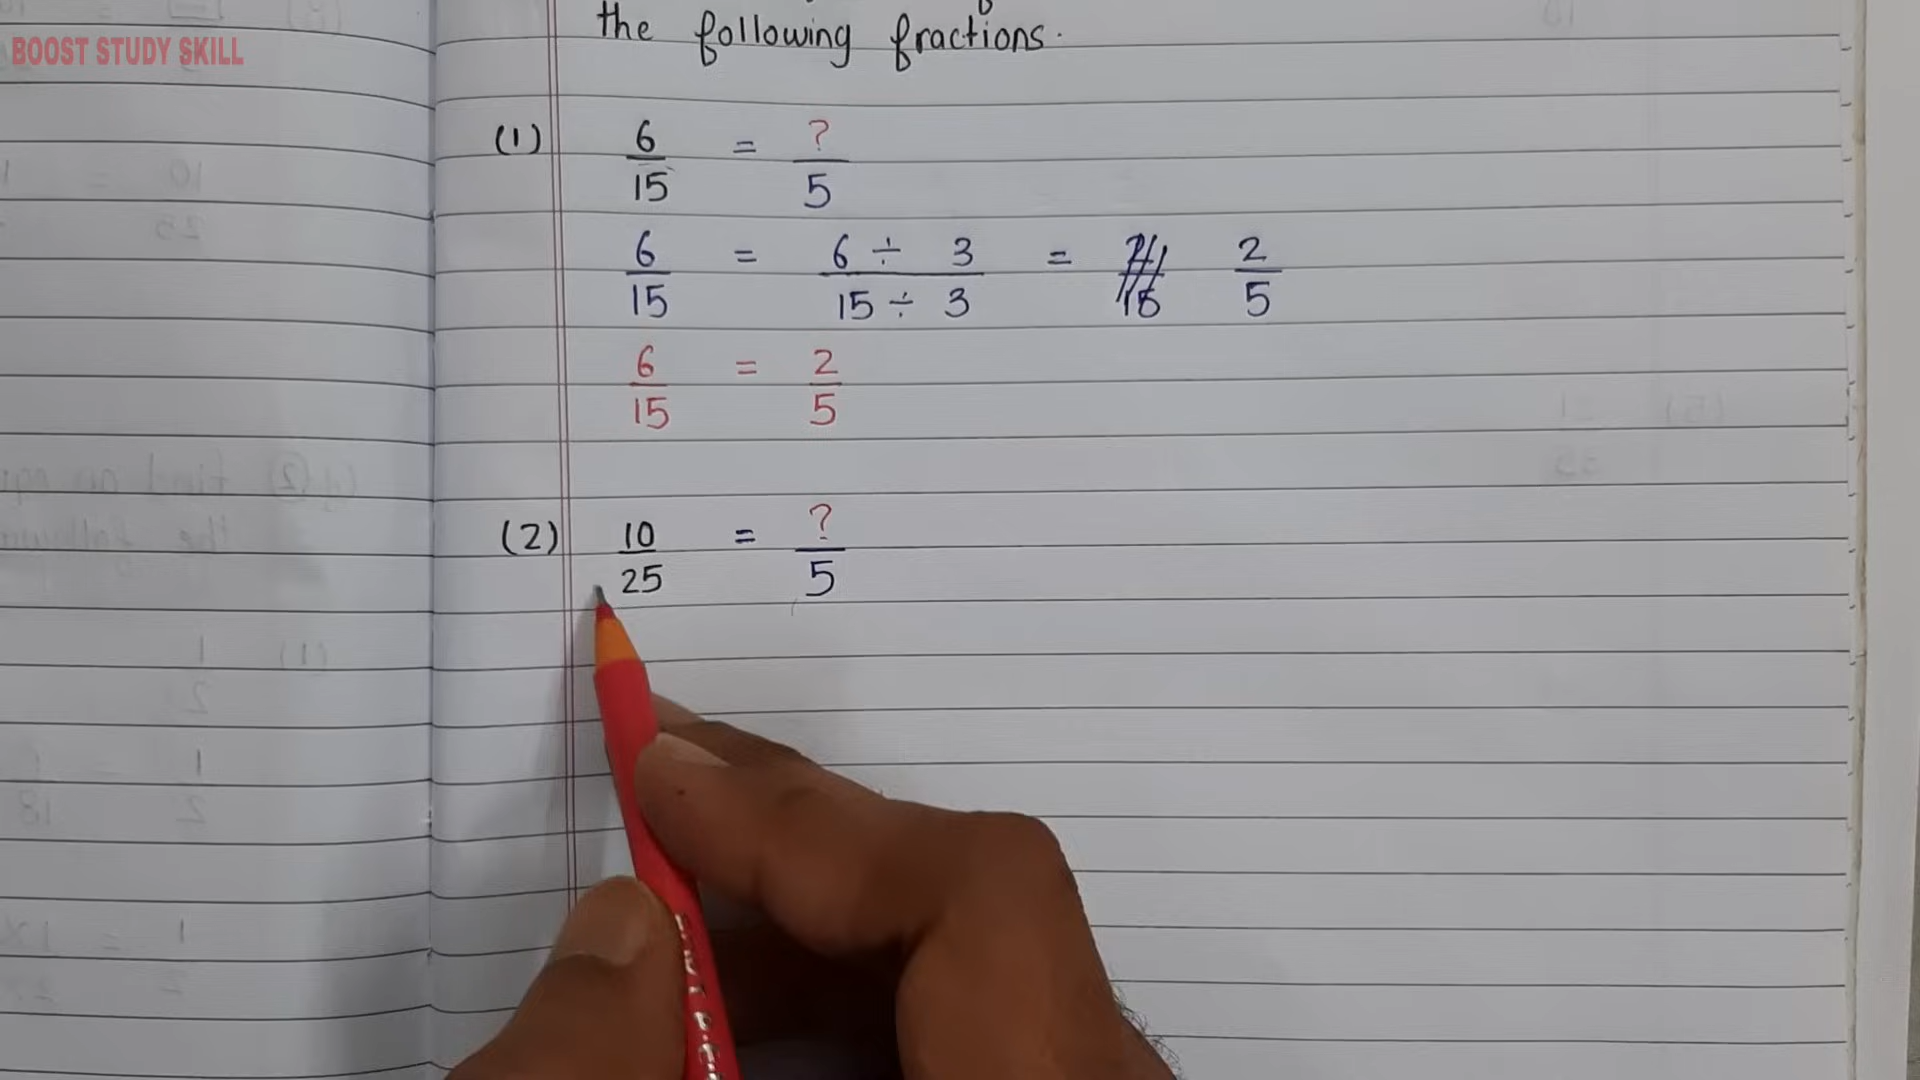 BOOST STUDY SKILL
the following fractions.
(1) 6/15 = ?/5
6/15 = 6 ÷ 3/15 ÷ 3 = 2/5
6/15 = 2/5
(2) 10/25 = ?/5